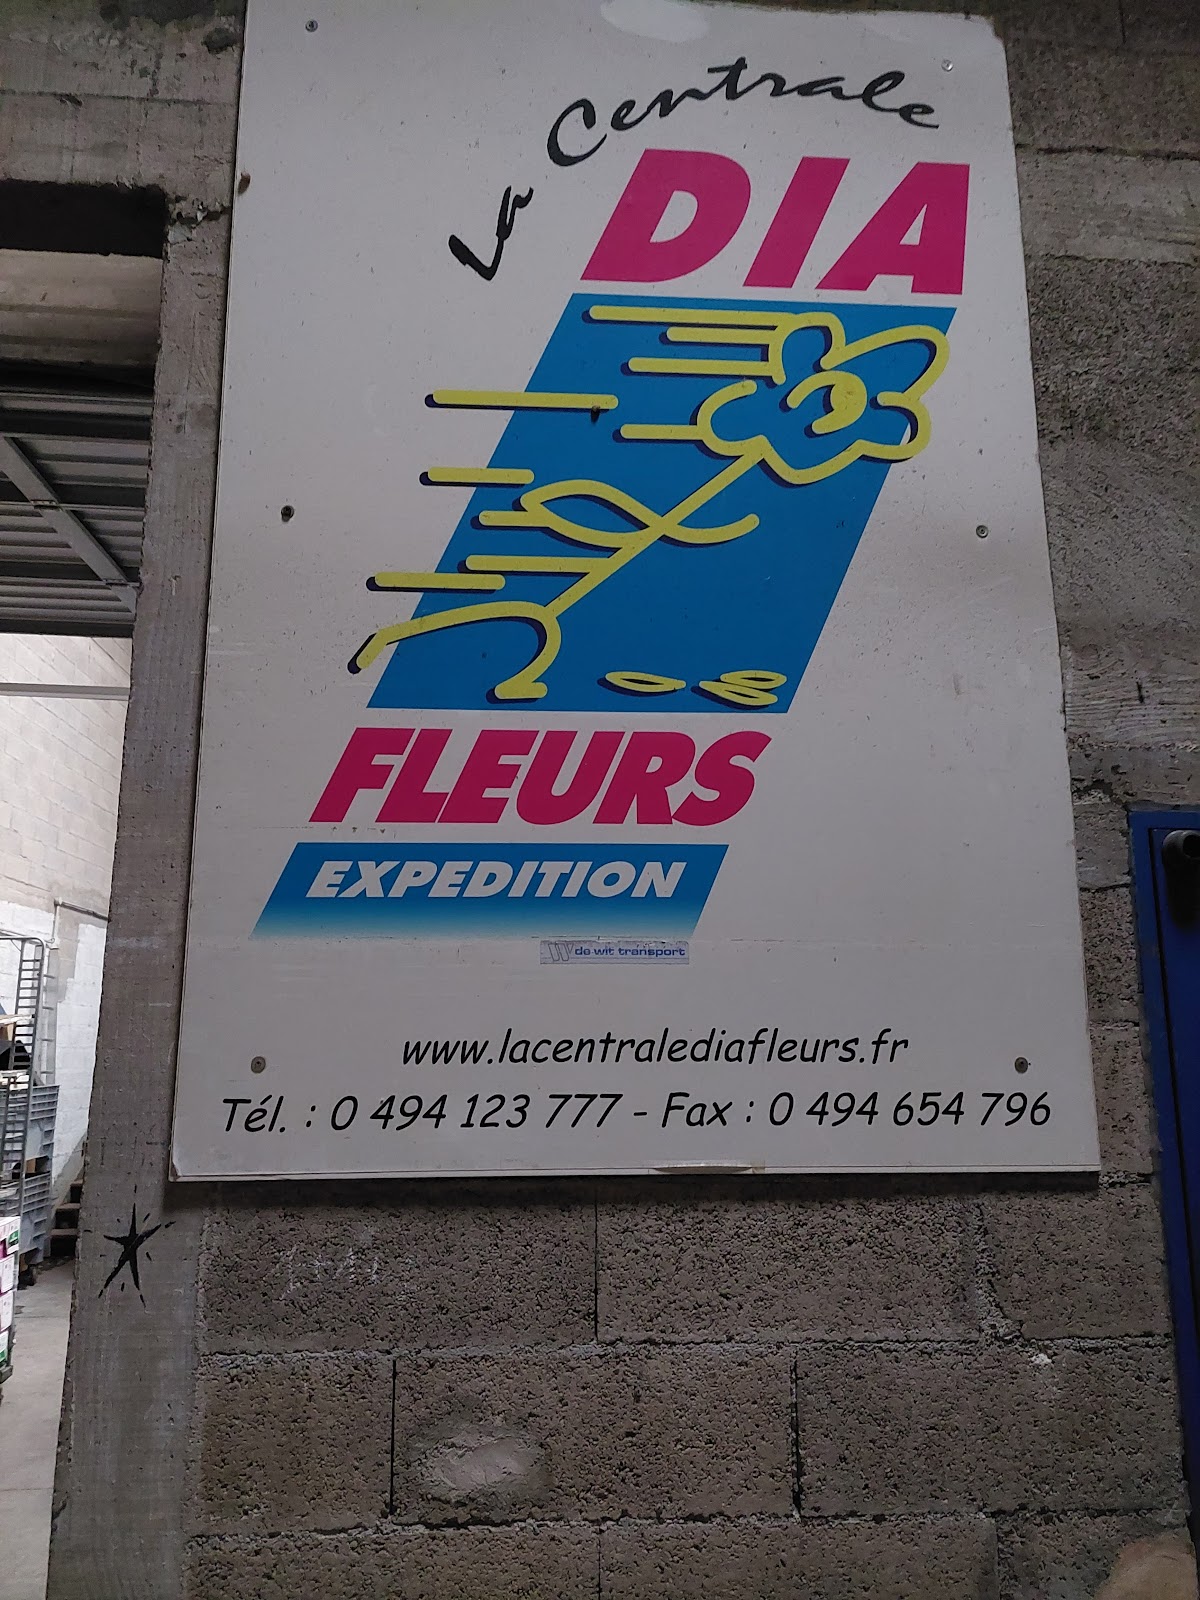 La Centrale
DIA
FLEURS
EXPEDITION
W de wit transport
www.lacentralediafleurs.fr
Tél. : 0 494 123 777 - Fax : 0 494 654 796